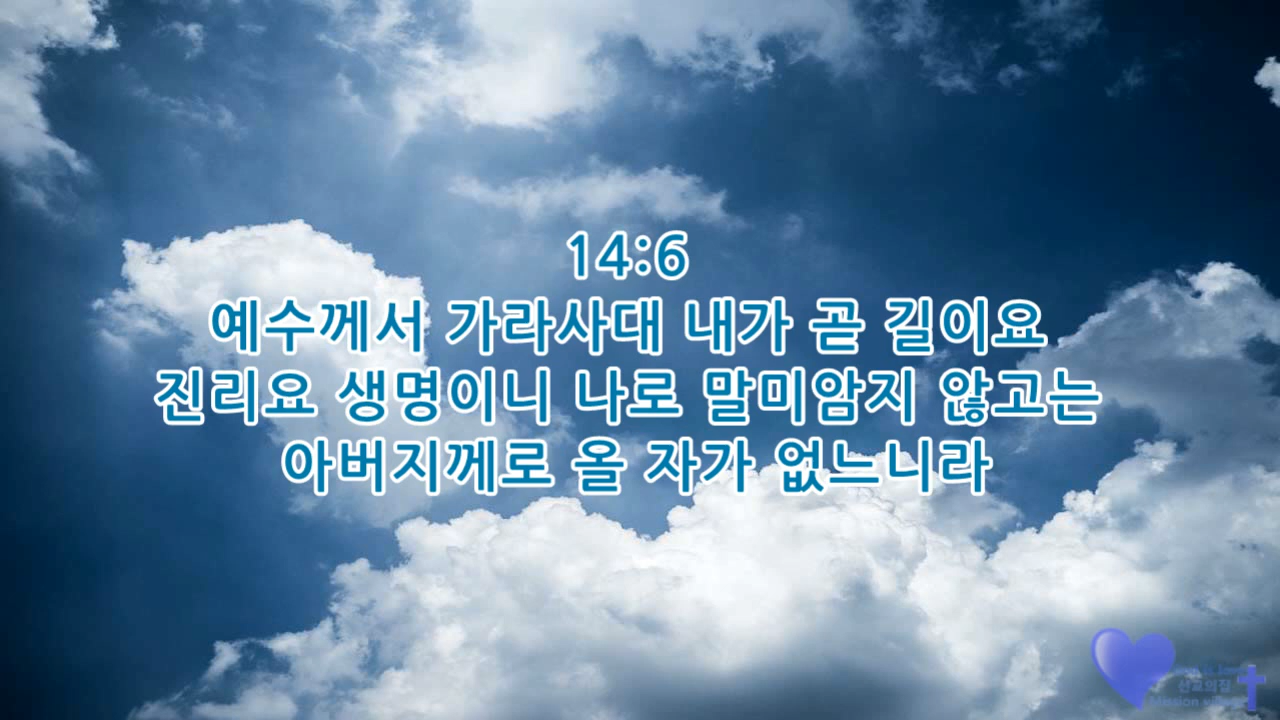 14:6
예수께서 가라사대 내가 곧 길이요
진리요 생명이니 나로 말미암지 않고는
아버지께로 올 자가 없느니라
선교의집
Mission